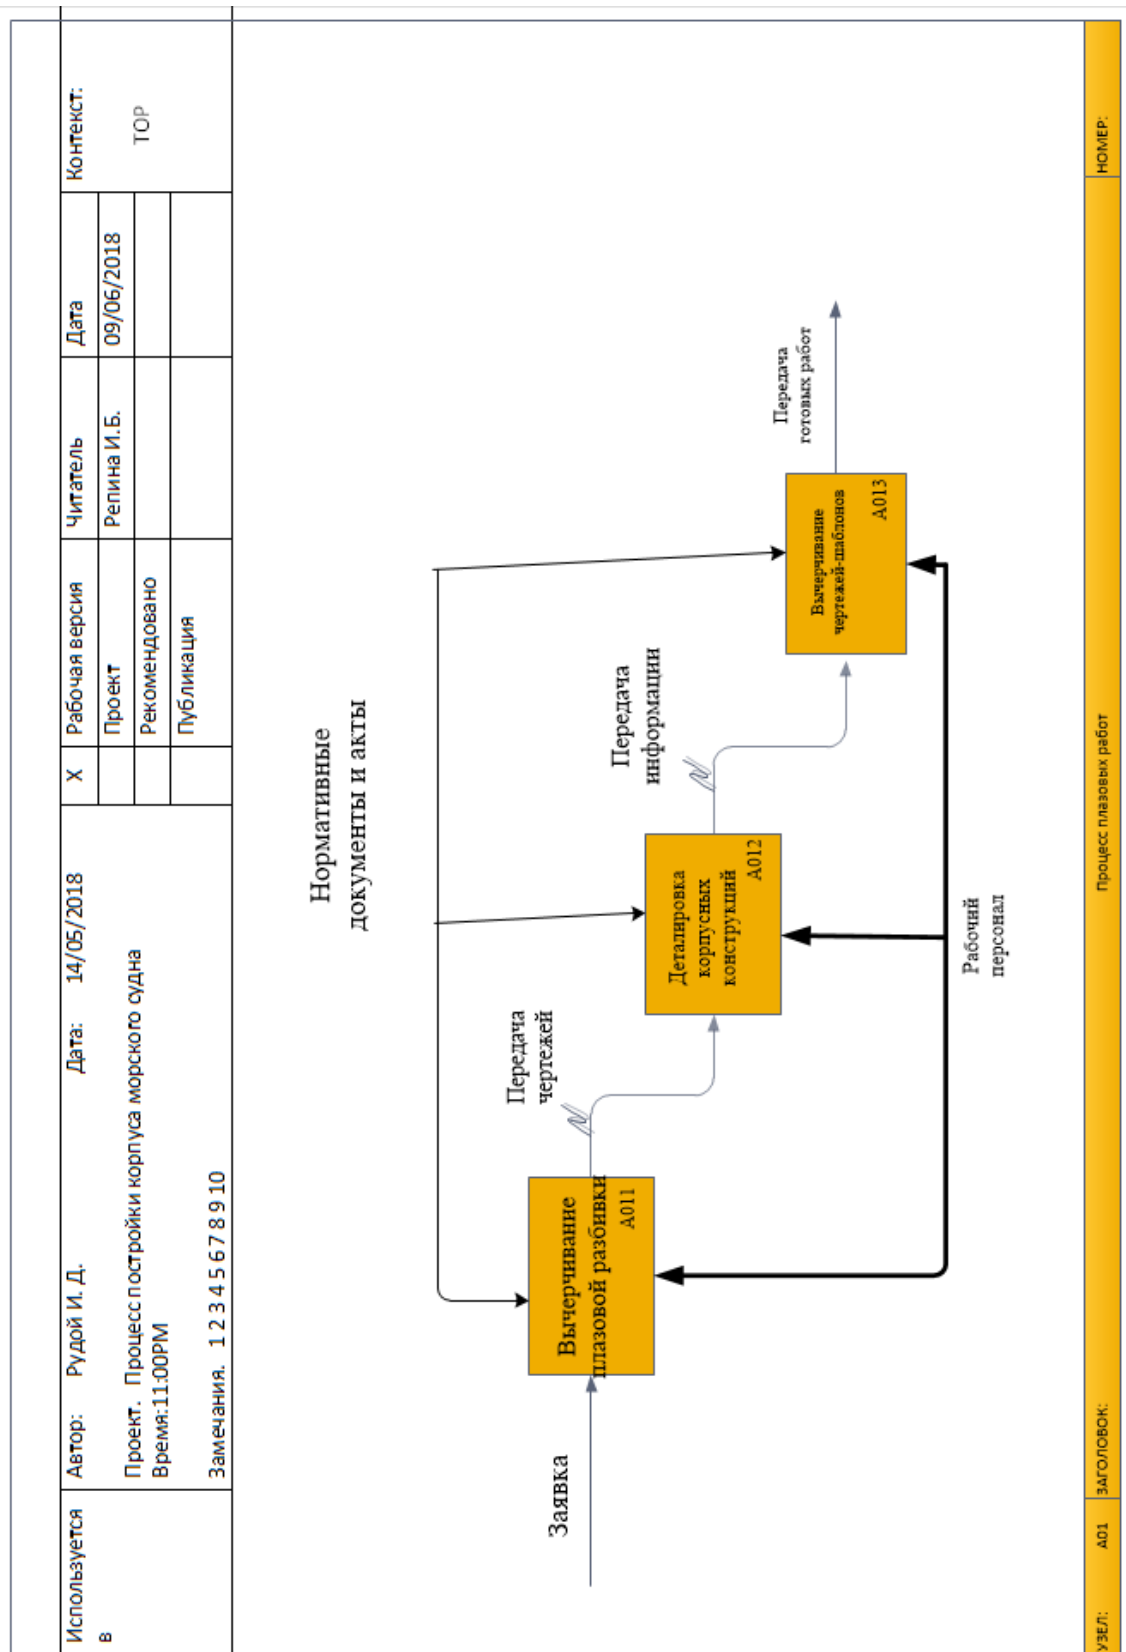 Используется
в
Автор: Рудой И. Д. Дата: 14/05/2018
Проект. Процесс постройки корпуса морского судна
Время:11:00PM
Замечания. 1 2 3 4 5 6 7 8 9 10
X Рабочая версия
Проект
Рекомендовано
Публикация
Читатель Дата
Репина И.Б. 09/06/2018
Контекст:
TOP
Нормативные
документы и акты
Заявка
Вычерчивание
плазовой разбивки
A011
Передача
чертежей
Деталировка
корпусных
конструкций
A012
Передача
информации
Вычерчивание
чертежей-шаблонов
A013
Передача
готовых работ
Рабочий
персонал
УЗЕЛ: A01 ЗАГОЛОВОК: Процесс плазовых работ НОМЕР: